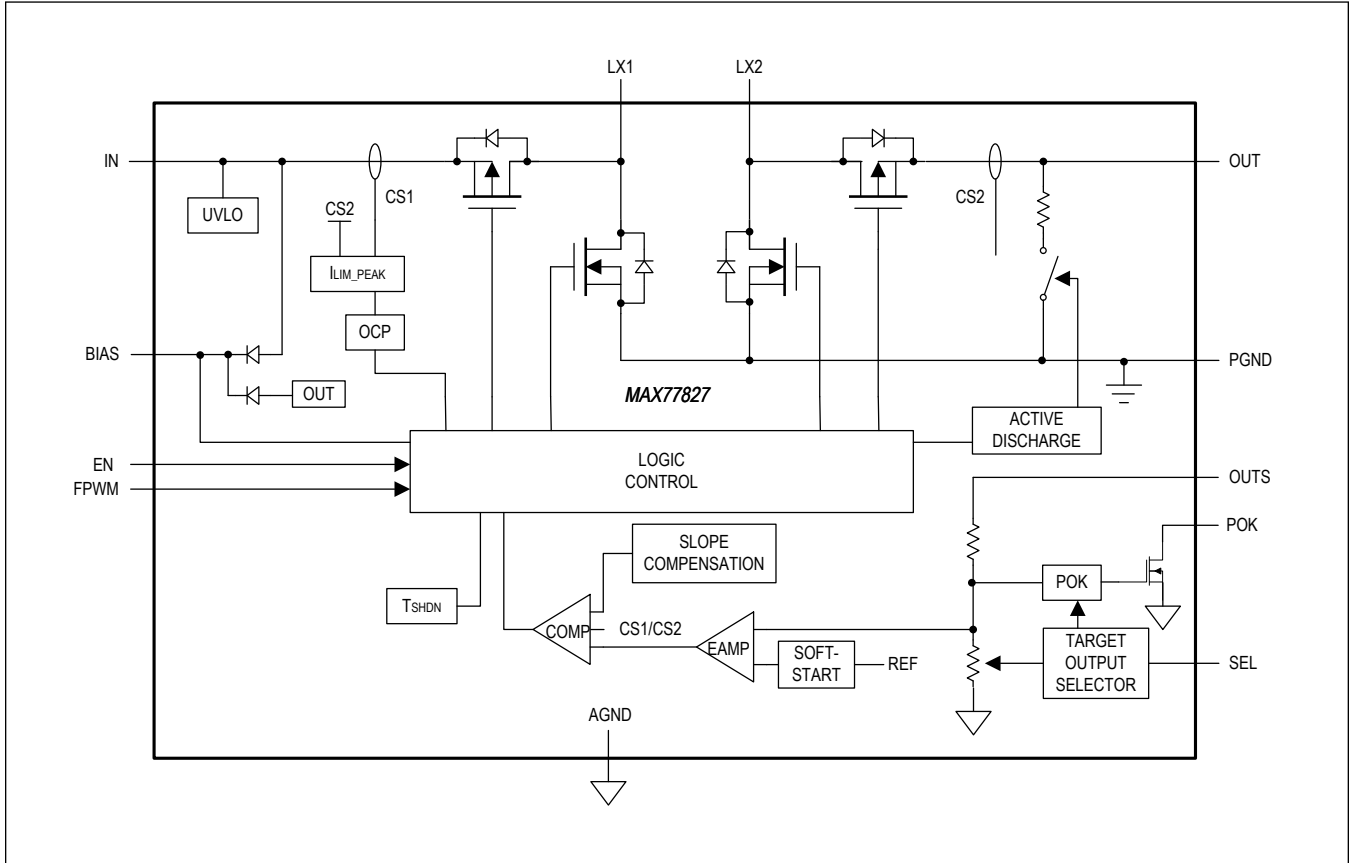 LX1
LX2
IN
OUT
CS1
CS2
CS2
UVLO
ILIM_PEAK
OCP
BIAS
OUT
PGND
MAX77827
ACTIVE
DISCHARGE
LOGIC
CONTROL
EN
FPWM
OUTS
POK
SLOPE
COMPENSATION
POK
TSHDN
COMP
CS1/CS2
EAMP
SOFT-
START
REF
TARGET
OUTPUT
SELECTOR
SEL
AGND